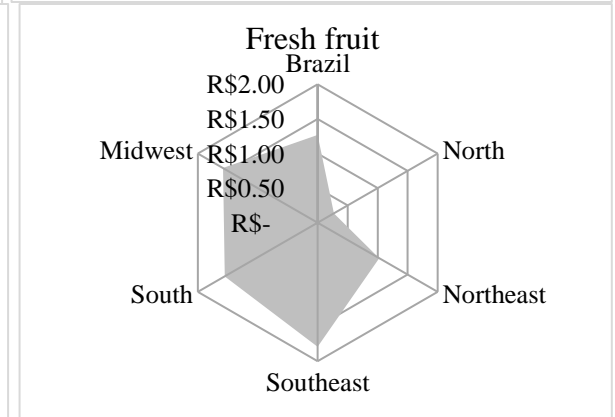 Fresh fruit
Brazil
R$2.00
R$1.50
Midwest R$1.00 North
R$0.50
R$-
South Northeast
Southeast